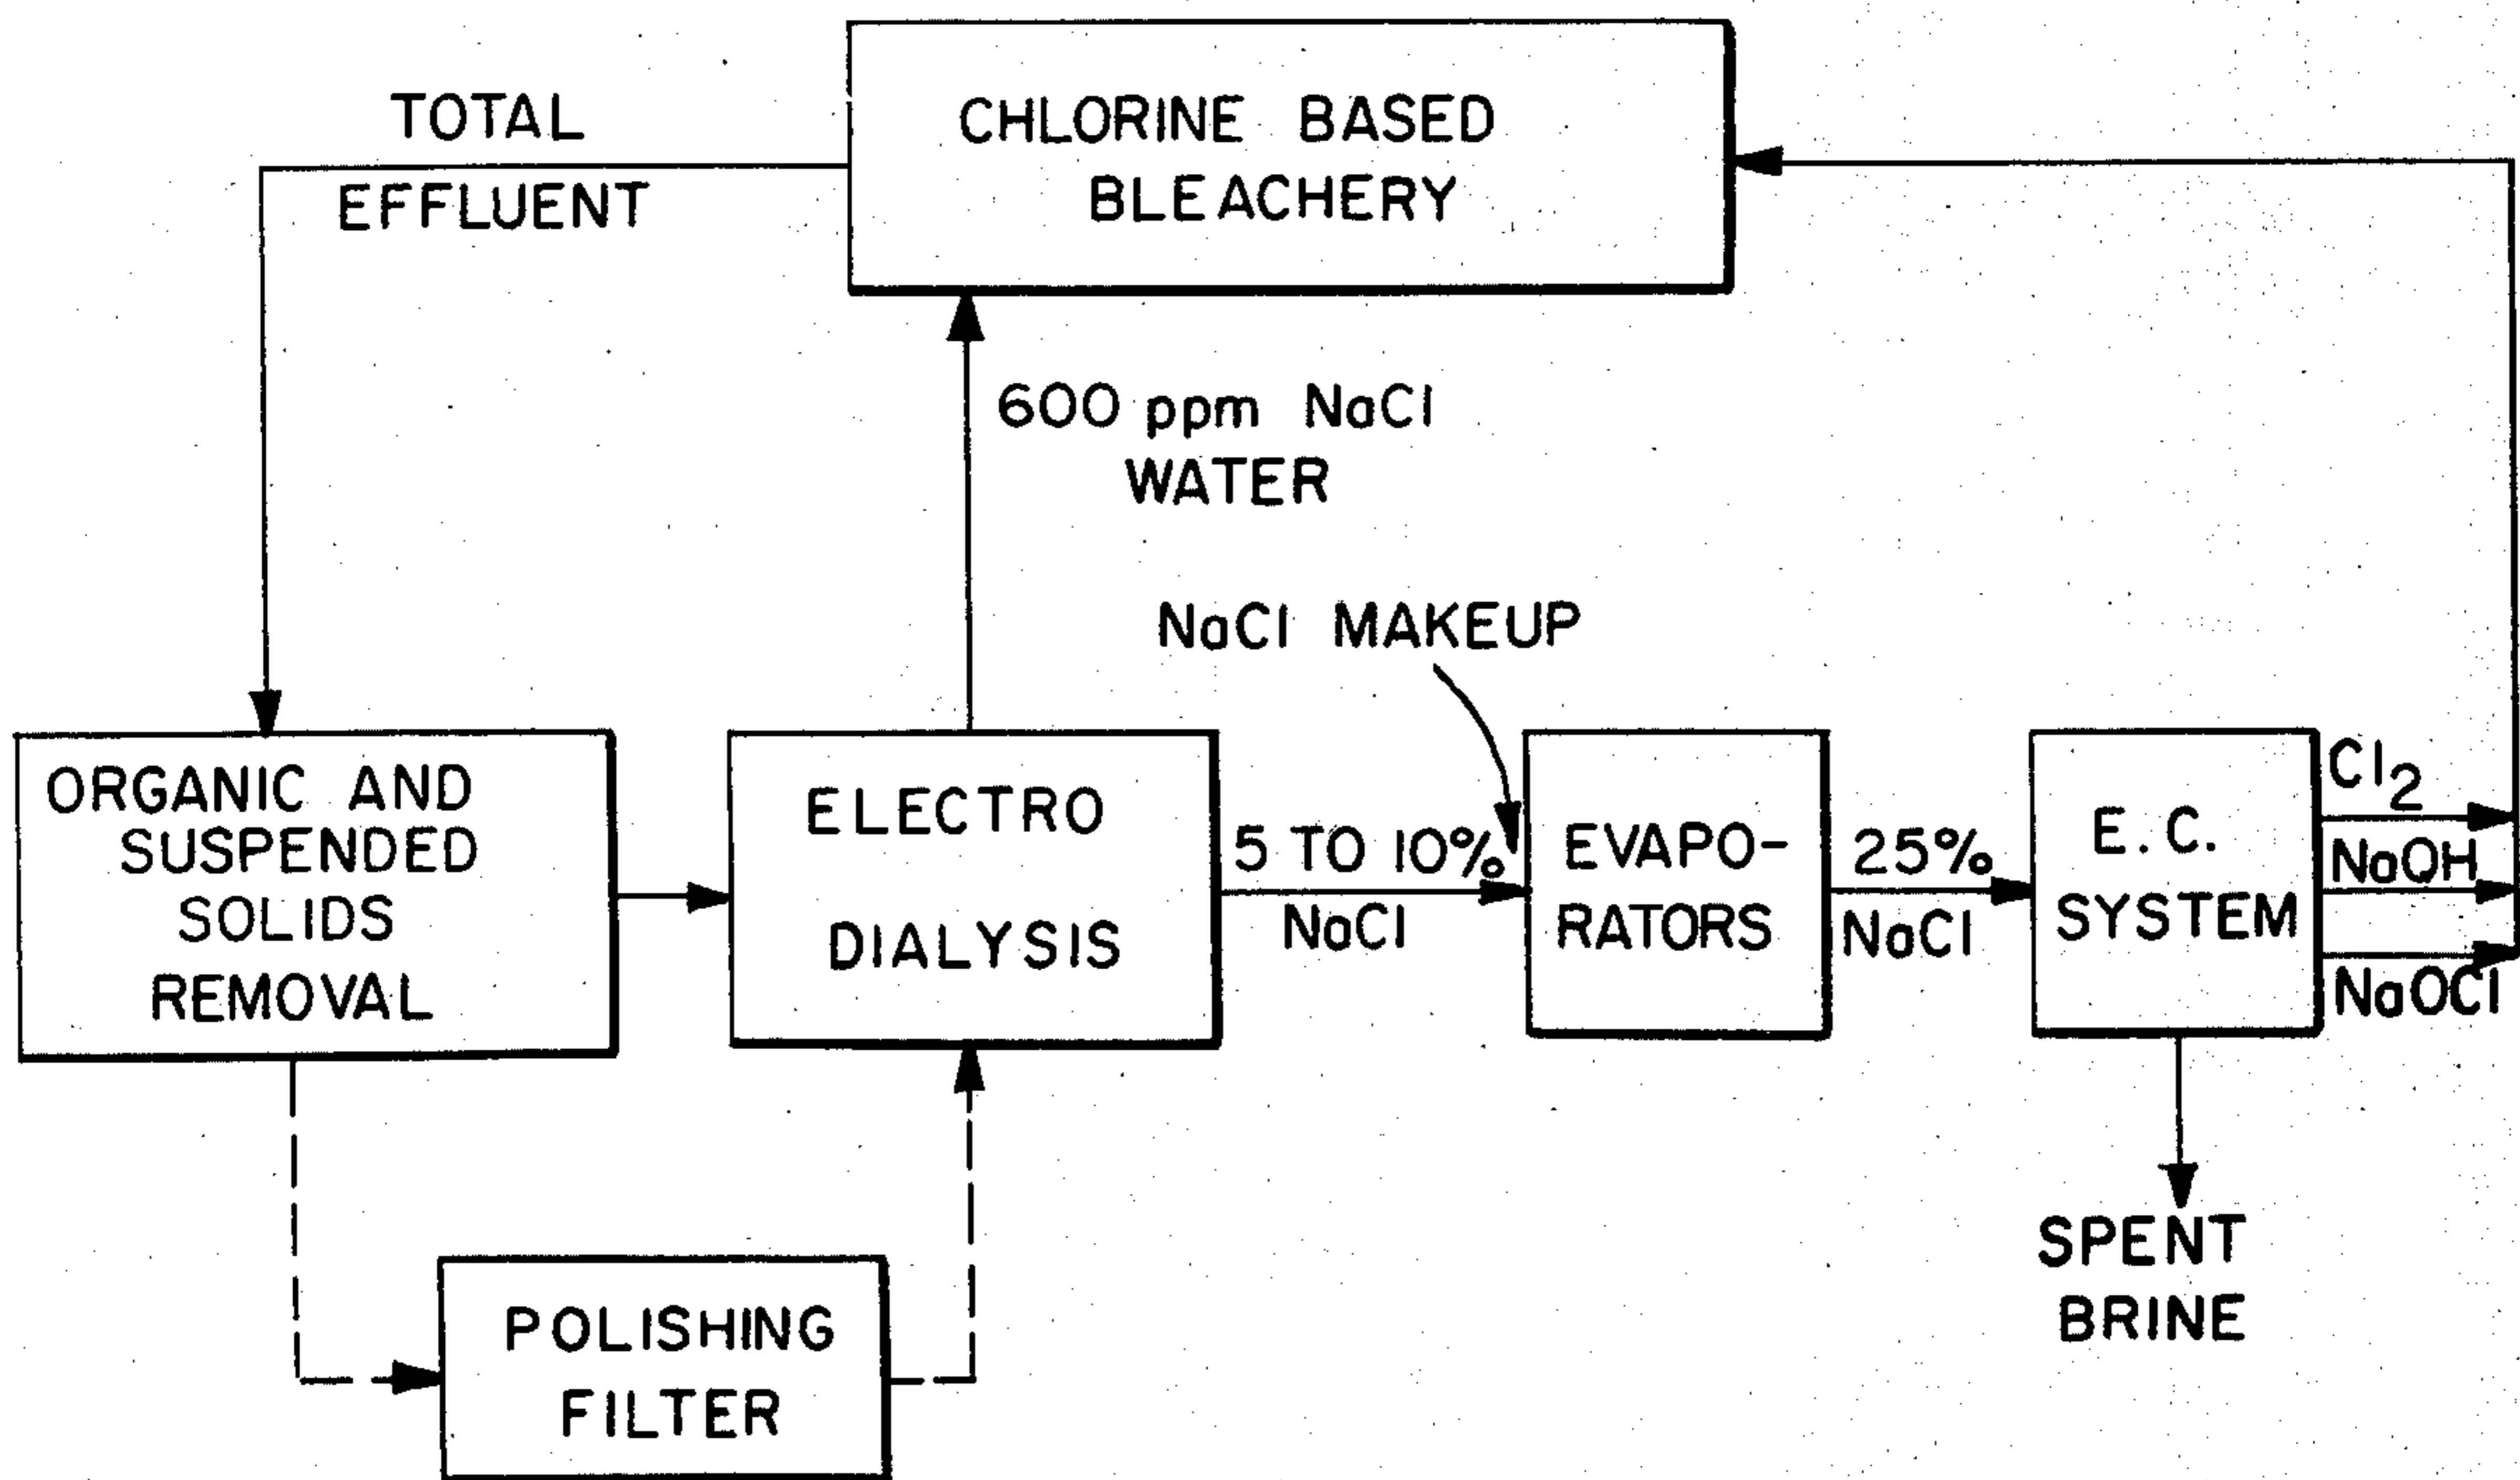 TOTAL
EFFLUENT
CHLORINE BASED
BLEACHERY
600 ppm NaCl
WATER
NaCl MAKEUP
ORGANIC AND
SUSPENDED
SOLIDS
REMOVAL
ELECTRO
DIALYSIS
5 TO 10%
NaCl
EVAPO-
RATORS
25%
NaCl
E. C.
SYSTEM
Cl2
NaOH
NaOCl
POLISHING
FILTER
SPENT
BRINE